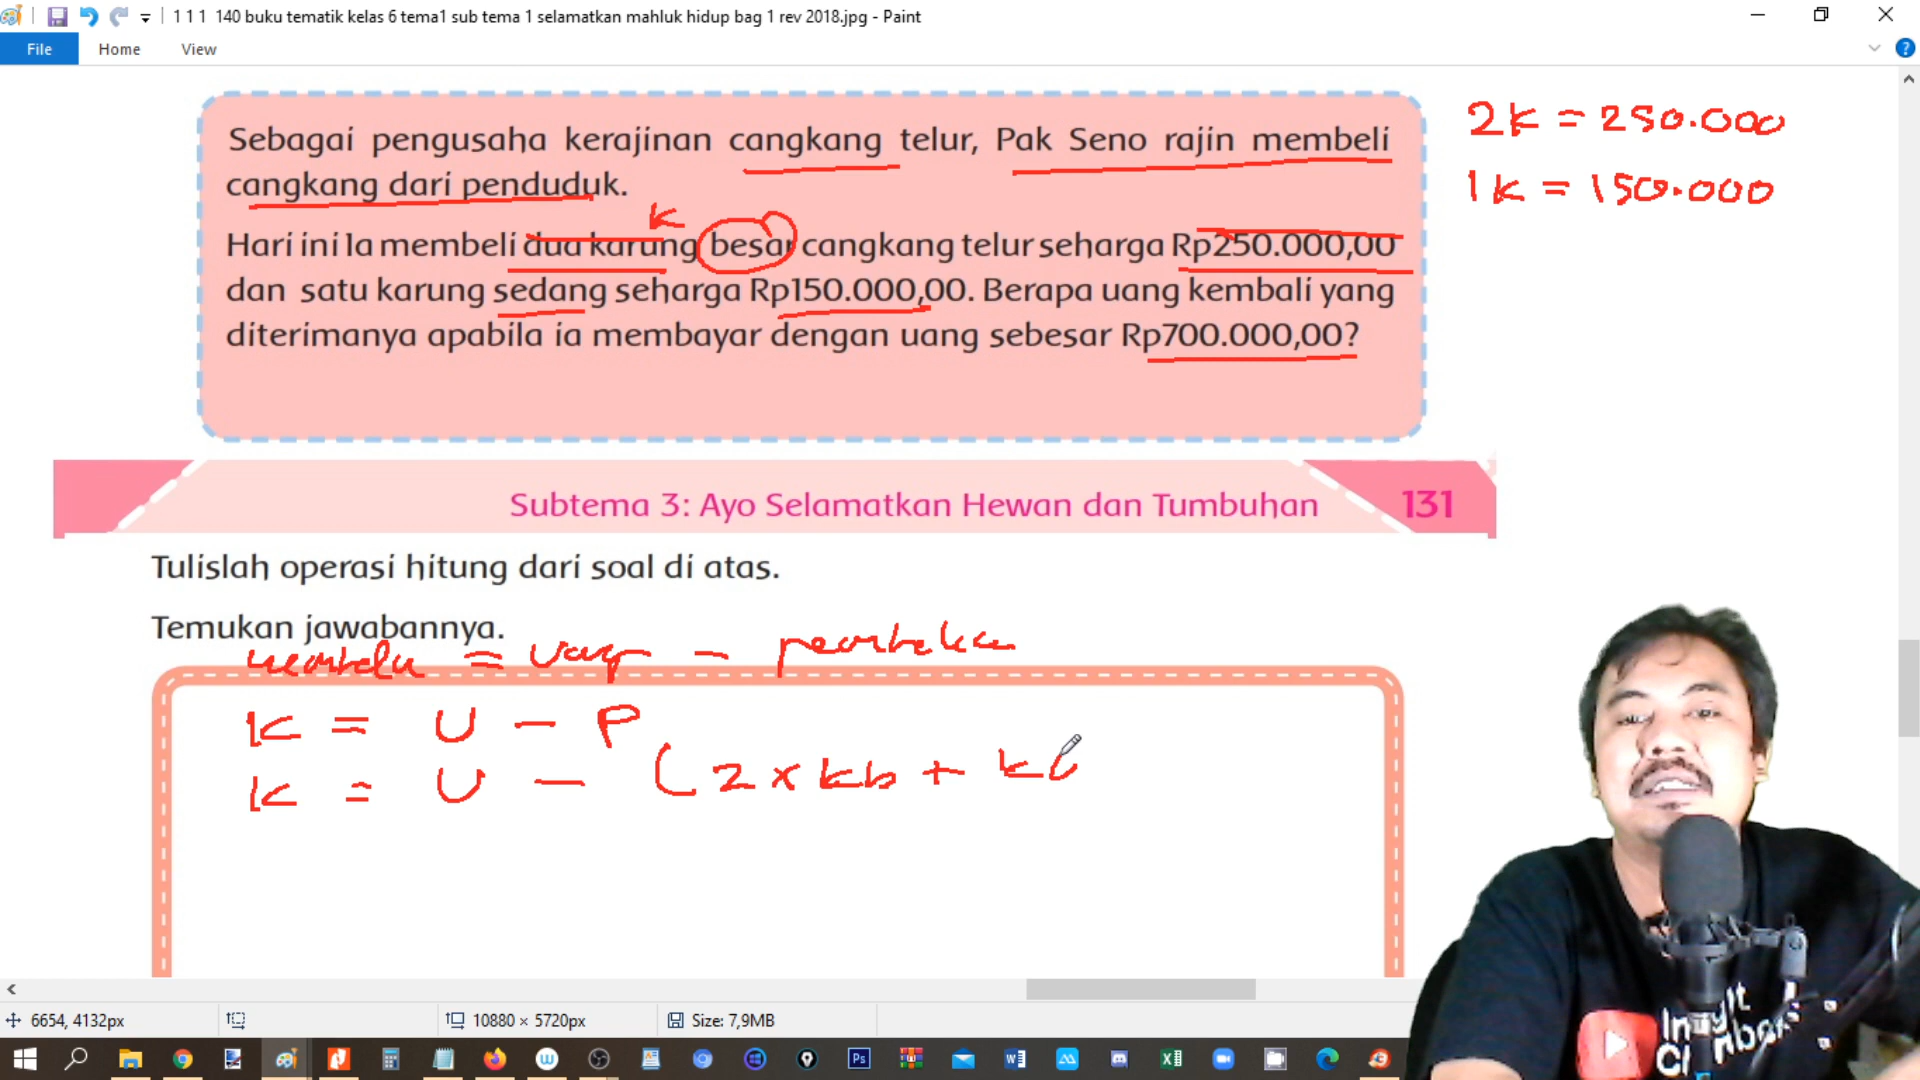 1 1 1 140 buku tematik kelas 6 tema1 sub tema 1 selamatkan mahluk hidup bag 1 rev 2018.jpg - Paint
File Home View
Sebagai pengusaha kerajinan cangkang telur, Pak Seno rajin membeli
cangkang dari penduduk.
K
Hari ini Ia membeli dua karung besar cangkang telur seharga Rp250.000,00
dan satu karung sedang seharga Rp150.000,00. Berapa uang kembali yang
diterimanya apabila ia membayar dengan uang sebesar Rp700.000,00?
2K = 250.000
1K = 150.000
Subtema 3: Ayo Selamatkan Hewan dan Tumbuhan 131
Tulislah operasi hitung dari soal di atas.
Temukan jawabannya.
= uang -
K = U - P
K = U - (2 x kb + k
6654, 4132px
10880 × 5720px
Size: 7,9MB